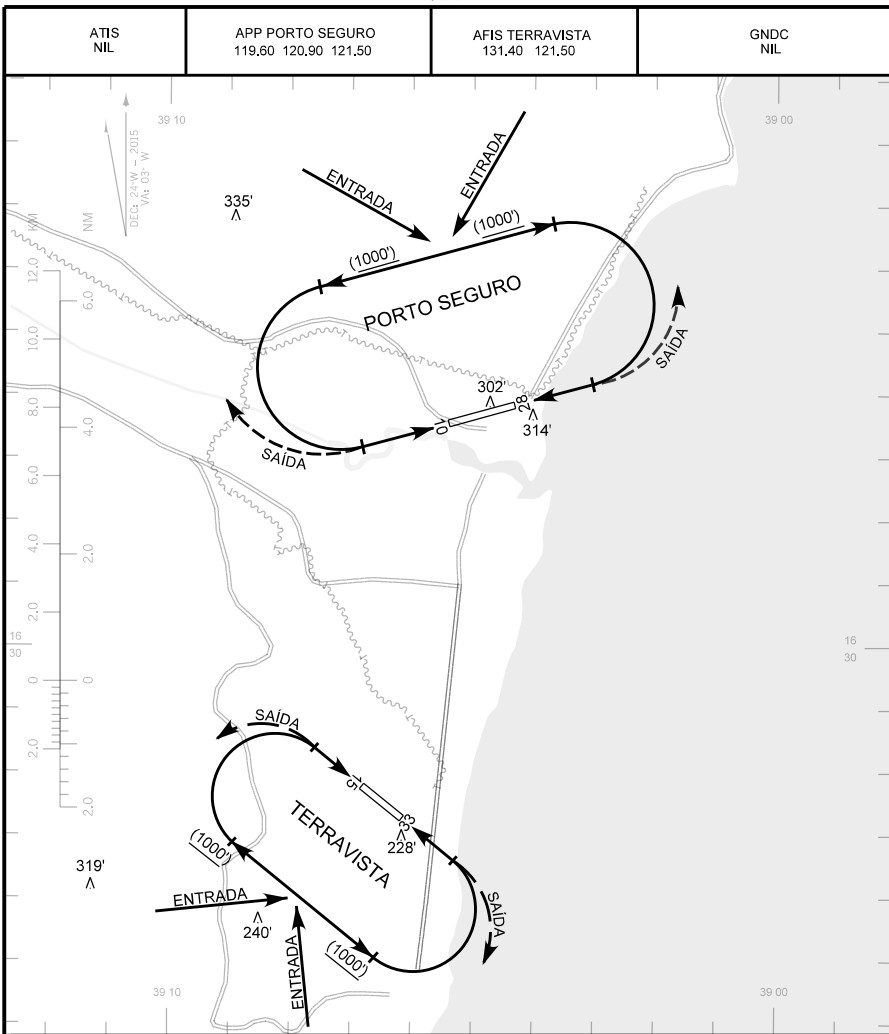 ATIS
NIL
APP PORTO SEGURO
119.60 120.90 121.50
AFIS TERRAVISTA
131.40 121.50
GNDC
NIL
39 10
39 00
DEC: 24°W – 2015
VA: 03' W
335'
ENTRADA
ENTRADA
(1000')
(1000')
KM
NM
12.0
6.0
PORTO SEGURO
10.0
SAÍDA
302'
28
8.0
4.0
10
314'
SAÍDA
6.0
4.0
2.0
2.0
16
30
16
30
0
0
SAÍDA
2.0
15
2.0
TERRAVISTA
33
228'
(1000')
319'
ENTRADA
SAÍDA
240'
ENTRADA
(1000')
39 10
39 00